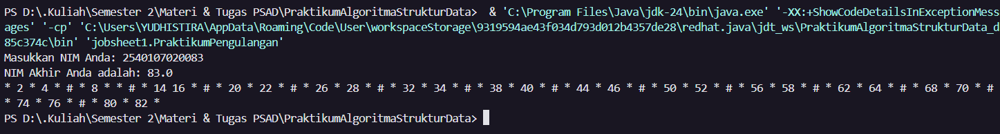 PS D:\.Kuliah\Semester 2\Materi & Tugas PSAD\PraktikumAlgoritmaStrukturData>  & 'C:\Program Files\Java\jdk-24\bin\java.exe' '-XX:+ShowCodeDetailsInExceptionMess
ages' '-cp' 'C:\Users\YUDHISTIRA\AppData\Roaming\Code\User\workspaceStorage\9319594ae43f034d793d012b4357de28\redhat.java\jdt_ws\PraktikumAlgoritmaStrukturData_d
85c374c\bin' 'jobsheet1.PraktikumPengulangan'
Masukkan NIM Anda: 2540107020083
NIM Akhir Anda adalah: 83.0
* 2 * 4 * # * 8 * * # * 14 16 * # * 20 * 22 * # * 26 * 28 * # * 32 * 34 * # * 38 * 40 * # * 44 * 46 * # * 50 * 52 * # * 56 * 58 * # * 62 * 64 * # * 68 * 70 * #
* 74 * 76 * # * 80 * 82 *
PS D:\.Kuliah\Semester 2\Materi & Tugas PSAD\PraktikumAlgoritmaStrukturData>